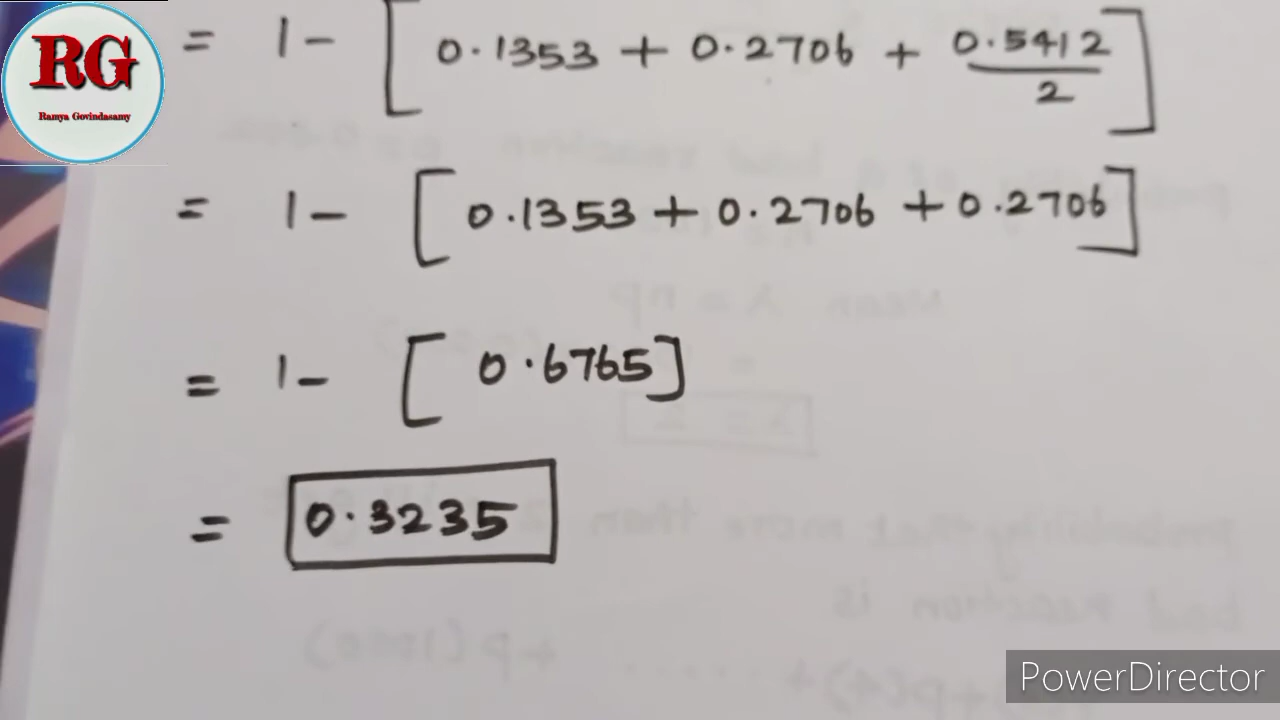 RG
Ramya Govindasamy
= 1 - [ 0.1353 + 0.2706 + 0.5412/2 ]
= 1 - [ 0.1353 + 0.2706 + 0.2706 ]
= 1 - [ 0.6765 ]
= 0.3235
PowerDirector